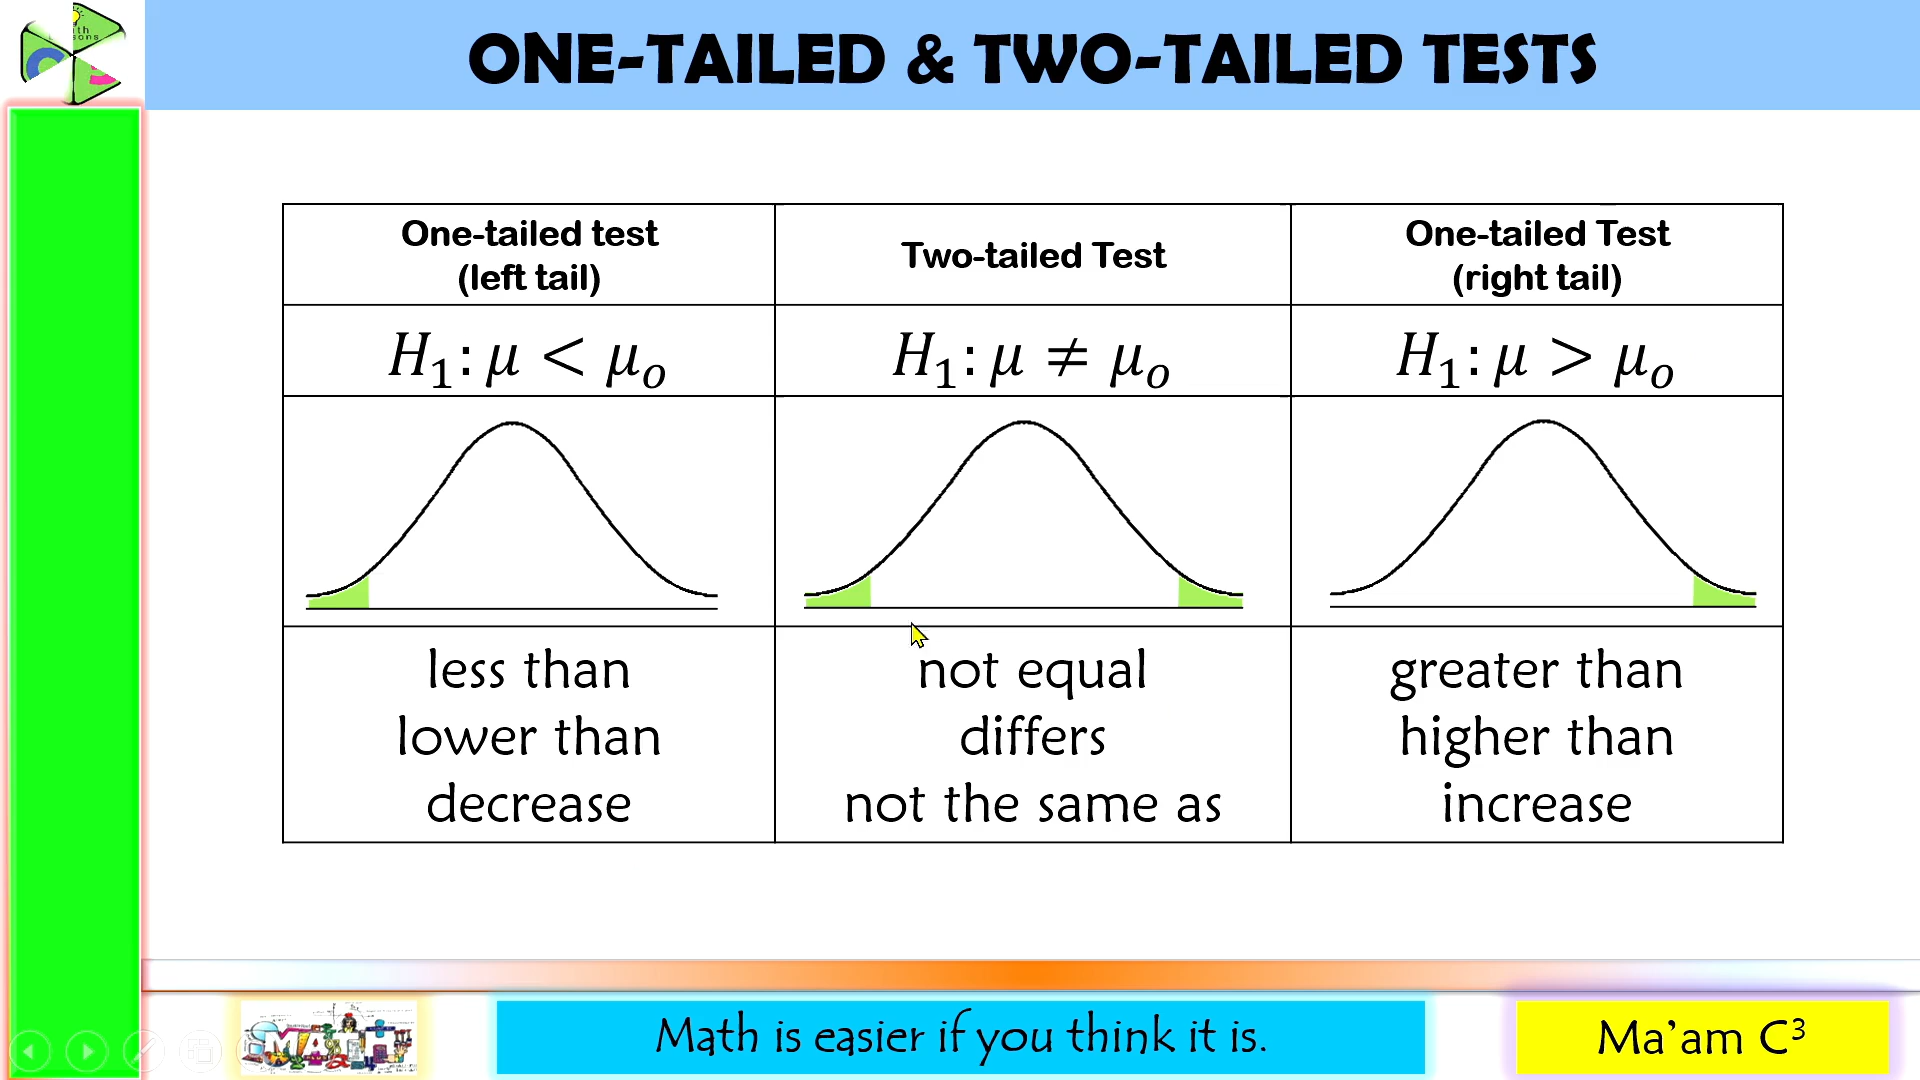 ONE-TAILED & TWO-TAILED TESTS
One-tailed test
(left tail)
Two-tailed Test
One-tailed Test
(right tail)
H₁: μ < μₒ
H₁: μ ≠ μₒ
H₁: μ > μₒ
less than
lower than
decrease
not equal
differs
not the same as
greater than
higher than
increase
MATH
Math is easier if you think it is.
Ma'am C³